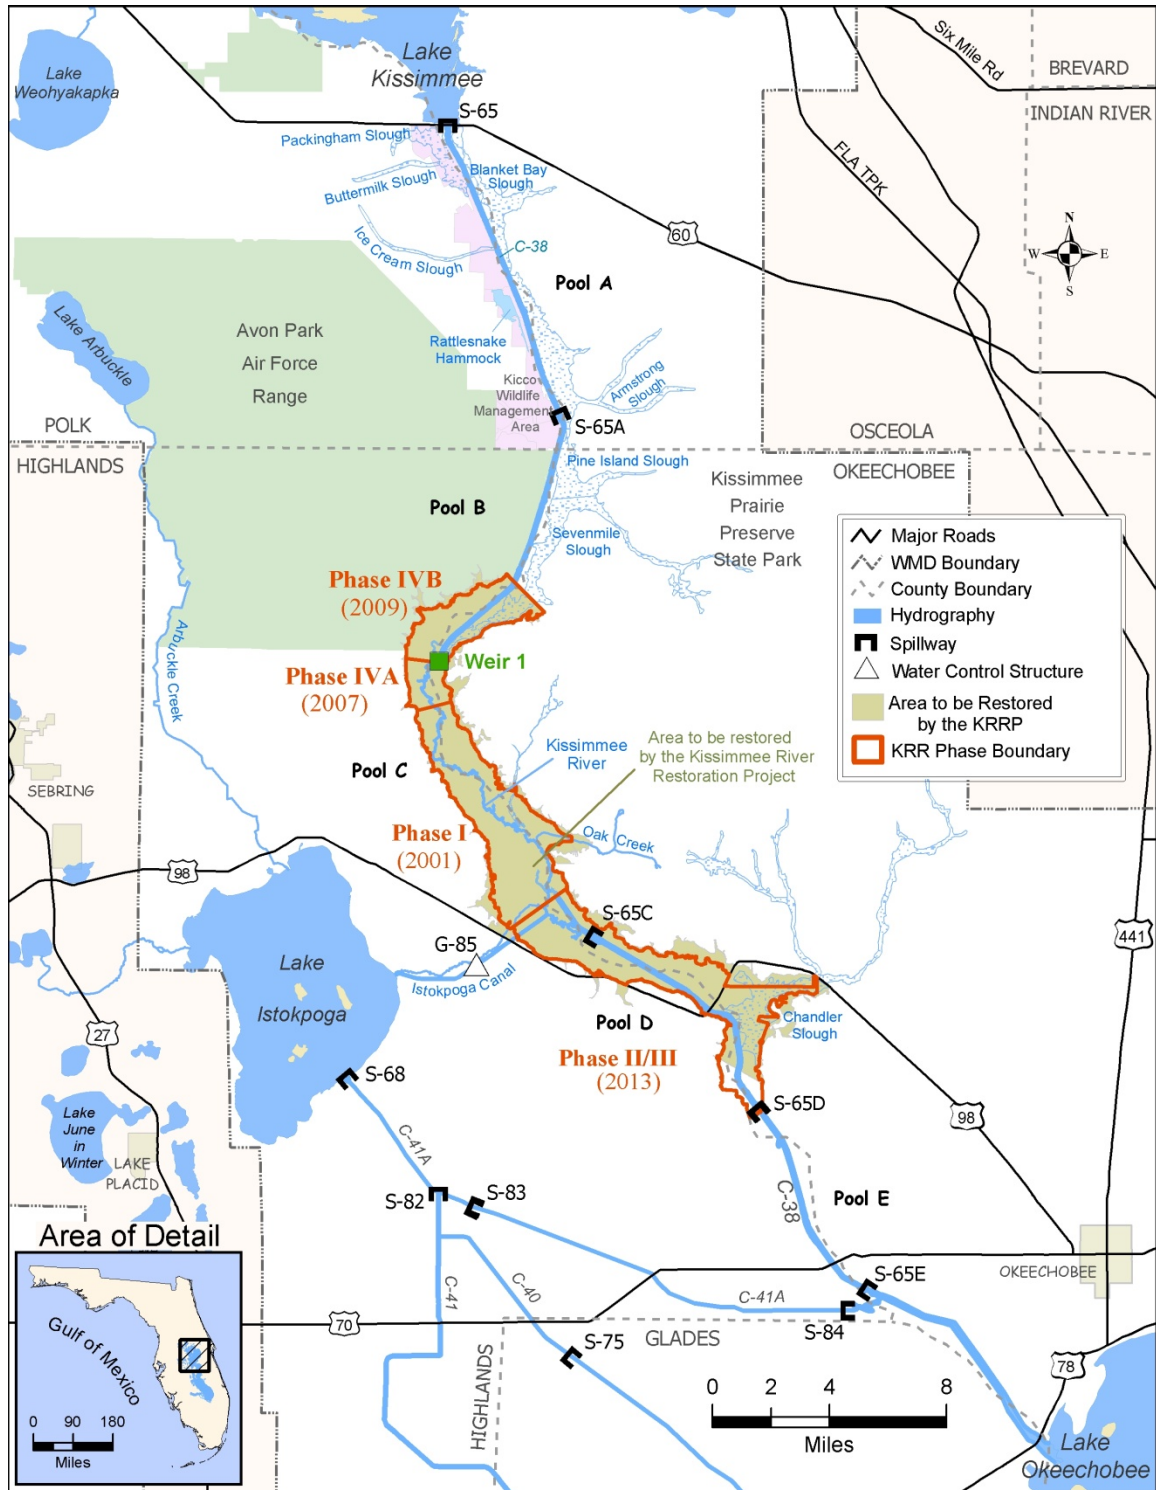 Lake
Kissimmee
Lake
Weohyakapka
S-65
Six Mile Rd
BREVARD
INDIAN RIVER
Packingham Slough
Blanket Bay
Slough
Buttermilk Slough
FLA TPK
Ice Cream Slough
C-38
60
N
W
E
S
Pool A
Lake Arbuckle
Avon Park
Air Force
Range
Rattlesnake
Hammock
Kicco
Wildlife
Management
Area
Armstrong
Slough
S-65A
POLK
HIGHLANDS
OSCEOLA
OKEECHOBEE
Pine Island Slough
Kissimmee
Prairie
Preserve
State Park
Pool B
Sevenmile
Slough
Major Roads
WMD Boundary
County Boundary
Hydrography
Spillway
Water Control Structure
Area to be Restored
by the KRRP
KRR Phase Boundary
Phase IVB
(2009)
Weir 1
Phase IVA
(2007)
Arbuckle Creek
Area to be restored
by the Kissimmee River
Restoration Project
Kissimmee
River
Pool C
SEBRING
Phase I
(2001)
Oak Creek
98
S-65C
G-85
441
Lake
Istokpoga
Istokpoga Canal
Pool D
Chandler
Slough
27
Phase II/III
(2013)
S-68
S-65D
98
Lake
June
in
Winter
LAKE
PLACID
C-41A
S-82
S-83
C-38
Pool E
Area of Detail
OKEECHOBEE
S-65E
C-41
C-40
C-41A
70
S-84
GLADES
S-75
HIGHLANDS
78
Gulf of Mexico
0 90 180
Miles
0 2 4 8
Miles
Lake
Okeechobee